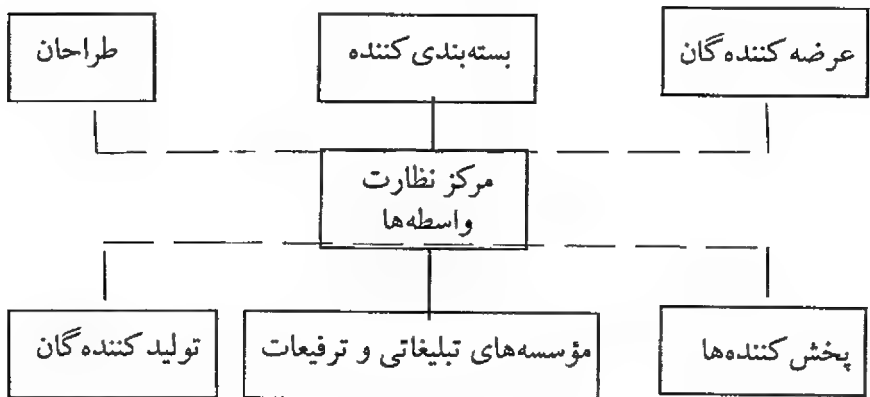 عرضه کننده گان
بسته‌بندی کننده
طراحان
مرکز نظارت
واسطه‌ها
پخش کننده‌ها
مؤسسه‌های تبلیغاتی و ترفیعات
تولید کننده گان